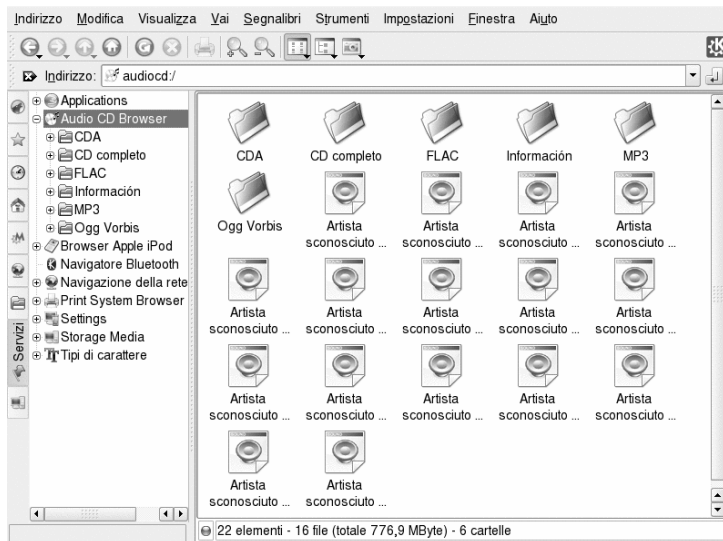 Indirizzo Modifica Visualizza Vai Segnalibri Strumenti Impostazioni Finestra Aiuto
Indirizzo: audiocd:/
Applications
Audio CD Browser
CDA
CD completo
FLAC
Información
MP3
Ogg Vorbis
Browser Apple iPod
Navigatore Bluetooth
Navigazione della rete
Print System Browser
Settings
Storage Media
Tipi di carattere
Servizi
CDA CD completo FLAC Información MP3
Ogg Vorbis Artista Artista Artista Artista
sconosciuto ... sconosciuto ... sconosciuto ... sconosciuto ...
Artista Artista Artista Artista Artista
sconosciuto ... sconosciuto ... sconosciuto ... sconosciuto ... sconosciuto ...
Artista Artista Artista Artista Artista
sconosciuto ... sconosciuto ... sconosciuto ... sconosciuto ... sconosciuto ...
Artista Artista
sconosciuto ... sconosciuto ...
22 elementi - 16 file (totale 776,9 MByte) - 6 cartelle